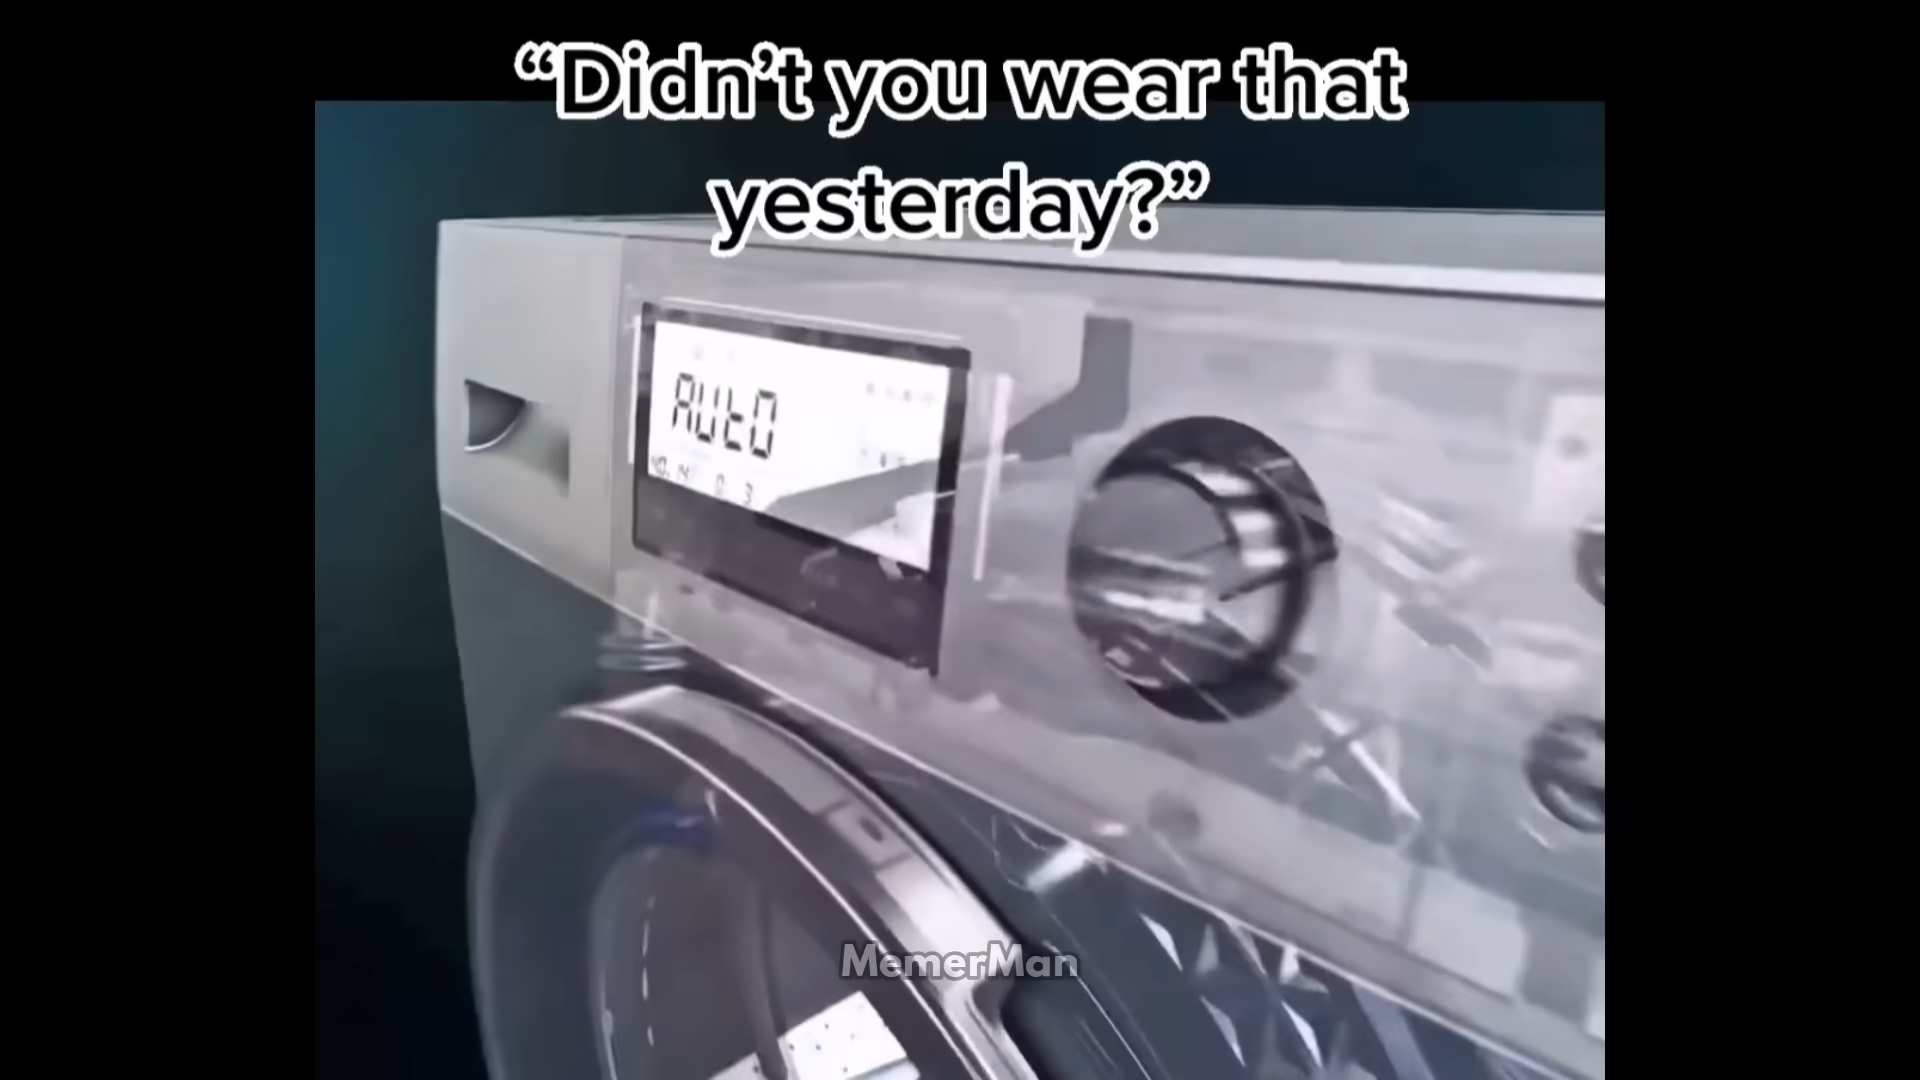 “Didn’t you wear that
yesterday?”
AUtO
MemerMan